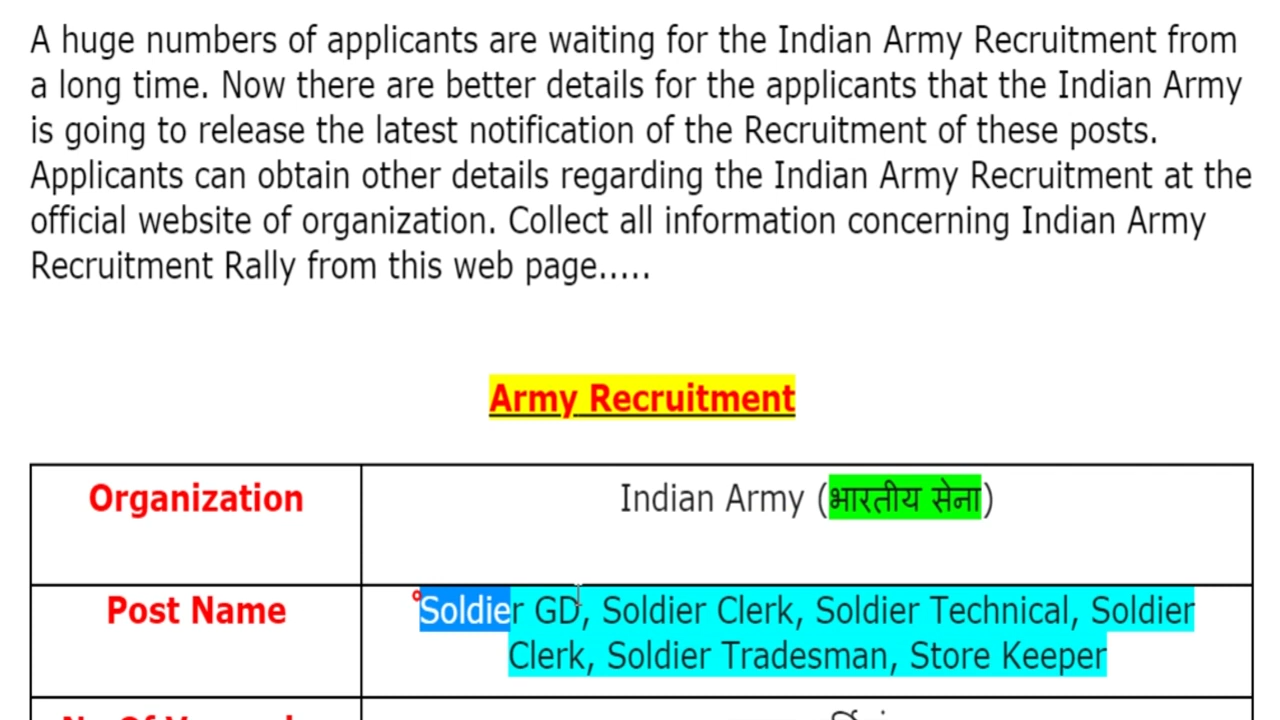 A huge numbers of applicants are waiting for the Indian Army Recruitment from
a long time. Now there are better details for the applicants that the Indian Army
is going to release the latest notification of the Recruitment of these posts.
Applicants can obtain other details regarding the Indian Army Recruitment at the
official website of organization. Collect all information concerning Indian Army
Recruitment Rally from this web page.....
Army Recruitment
Organization
Indian Army (भारतीय सेना)
Post Name
Soldier GD, Soldier Clerk, Soldier Technical, Soldier
Clerk, Soldier Tradesman, Store Keeper